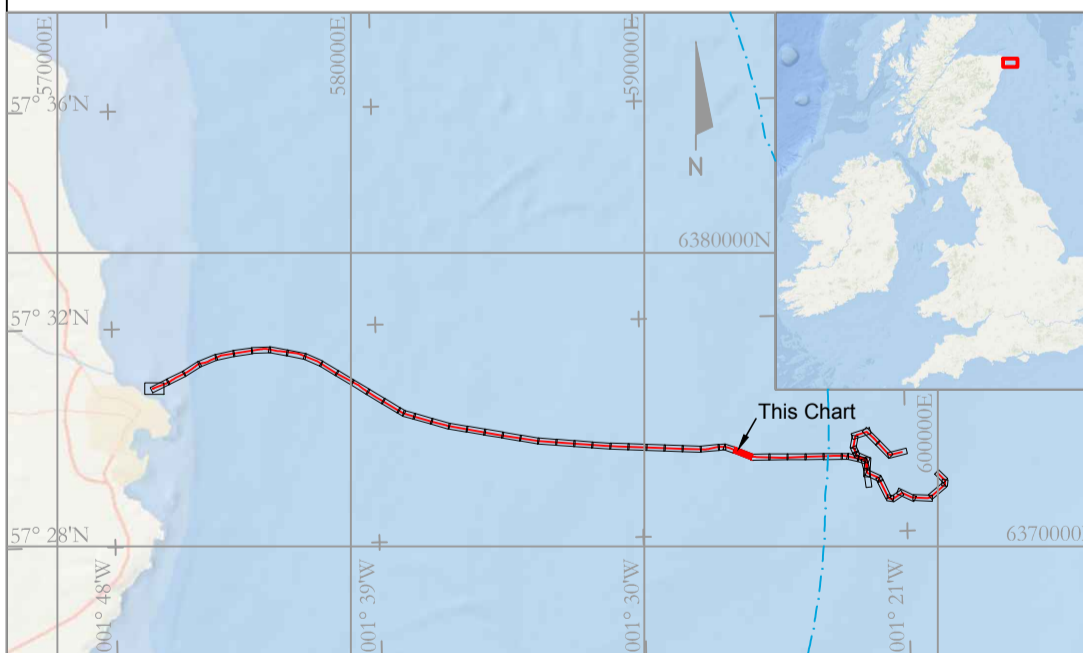 570000E
580000E
590000E
57° 36'N
N
6380000N
57° 32'N
This Chart
600000E
57° 28'N
6370000
001° 48'W
001° 39'W
001° 30'W
001° 21'W